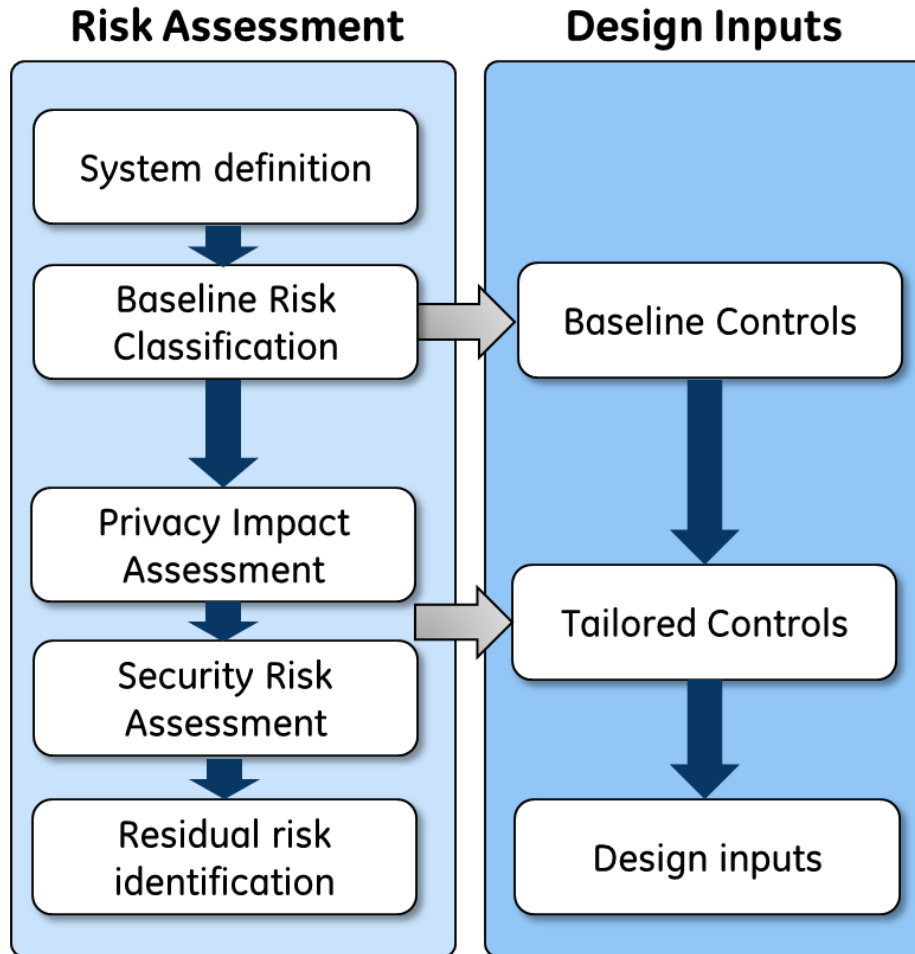 Risk Assessment
System definition
Baseline Risk
Classification
Privacy Impact
Assessment
Security Risk
Assessment
Residual risk
identification
Design Inputs
Baseline Controls
Tailored Controls
Design inputs